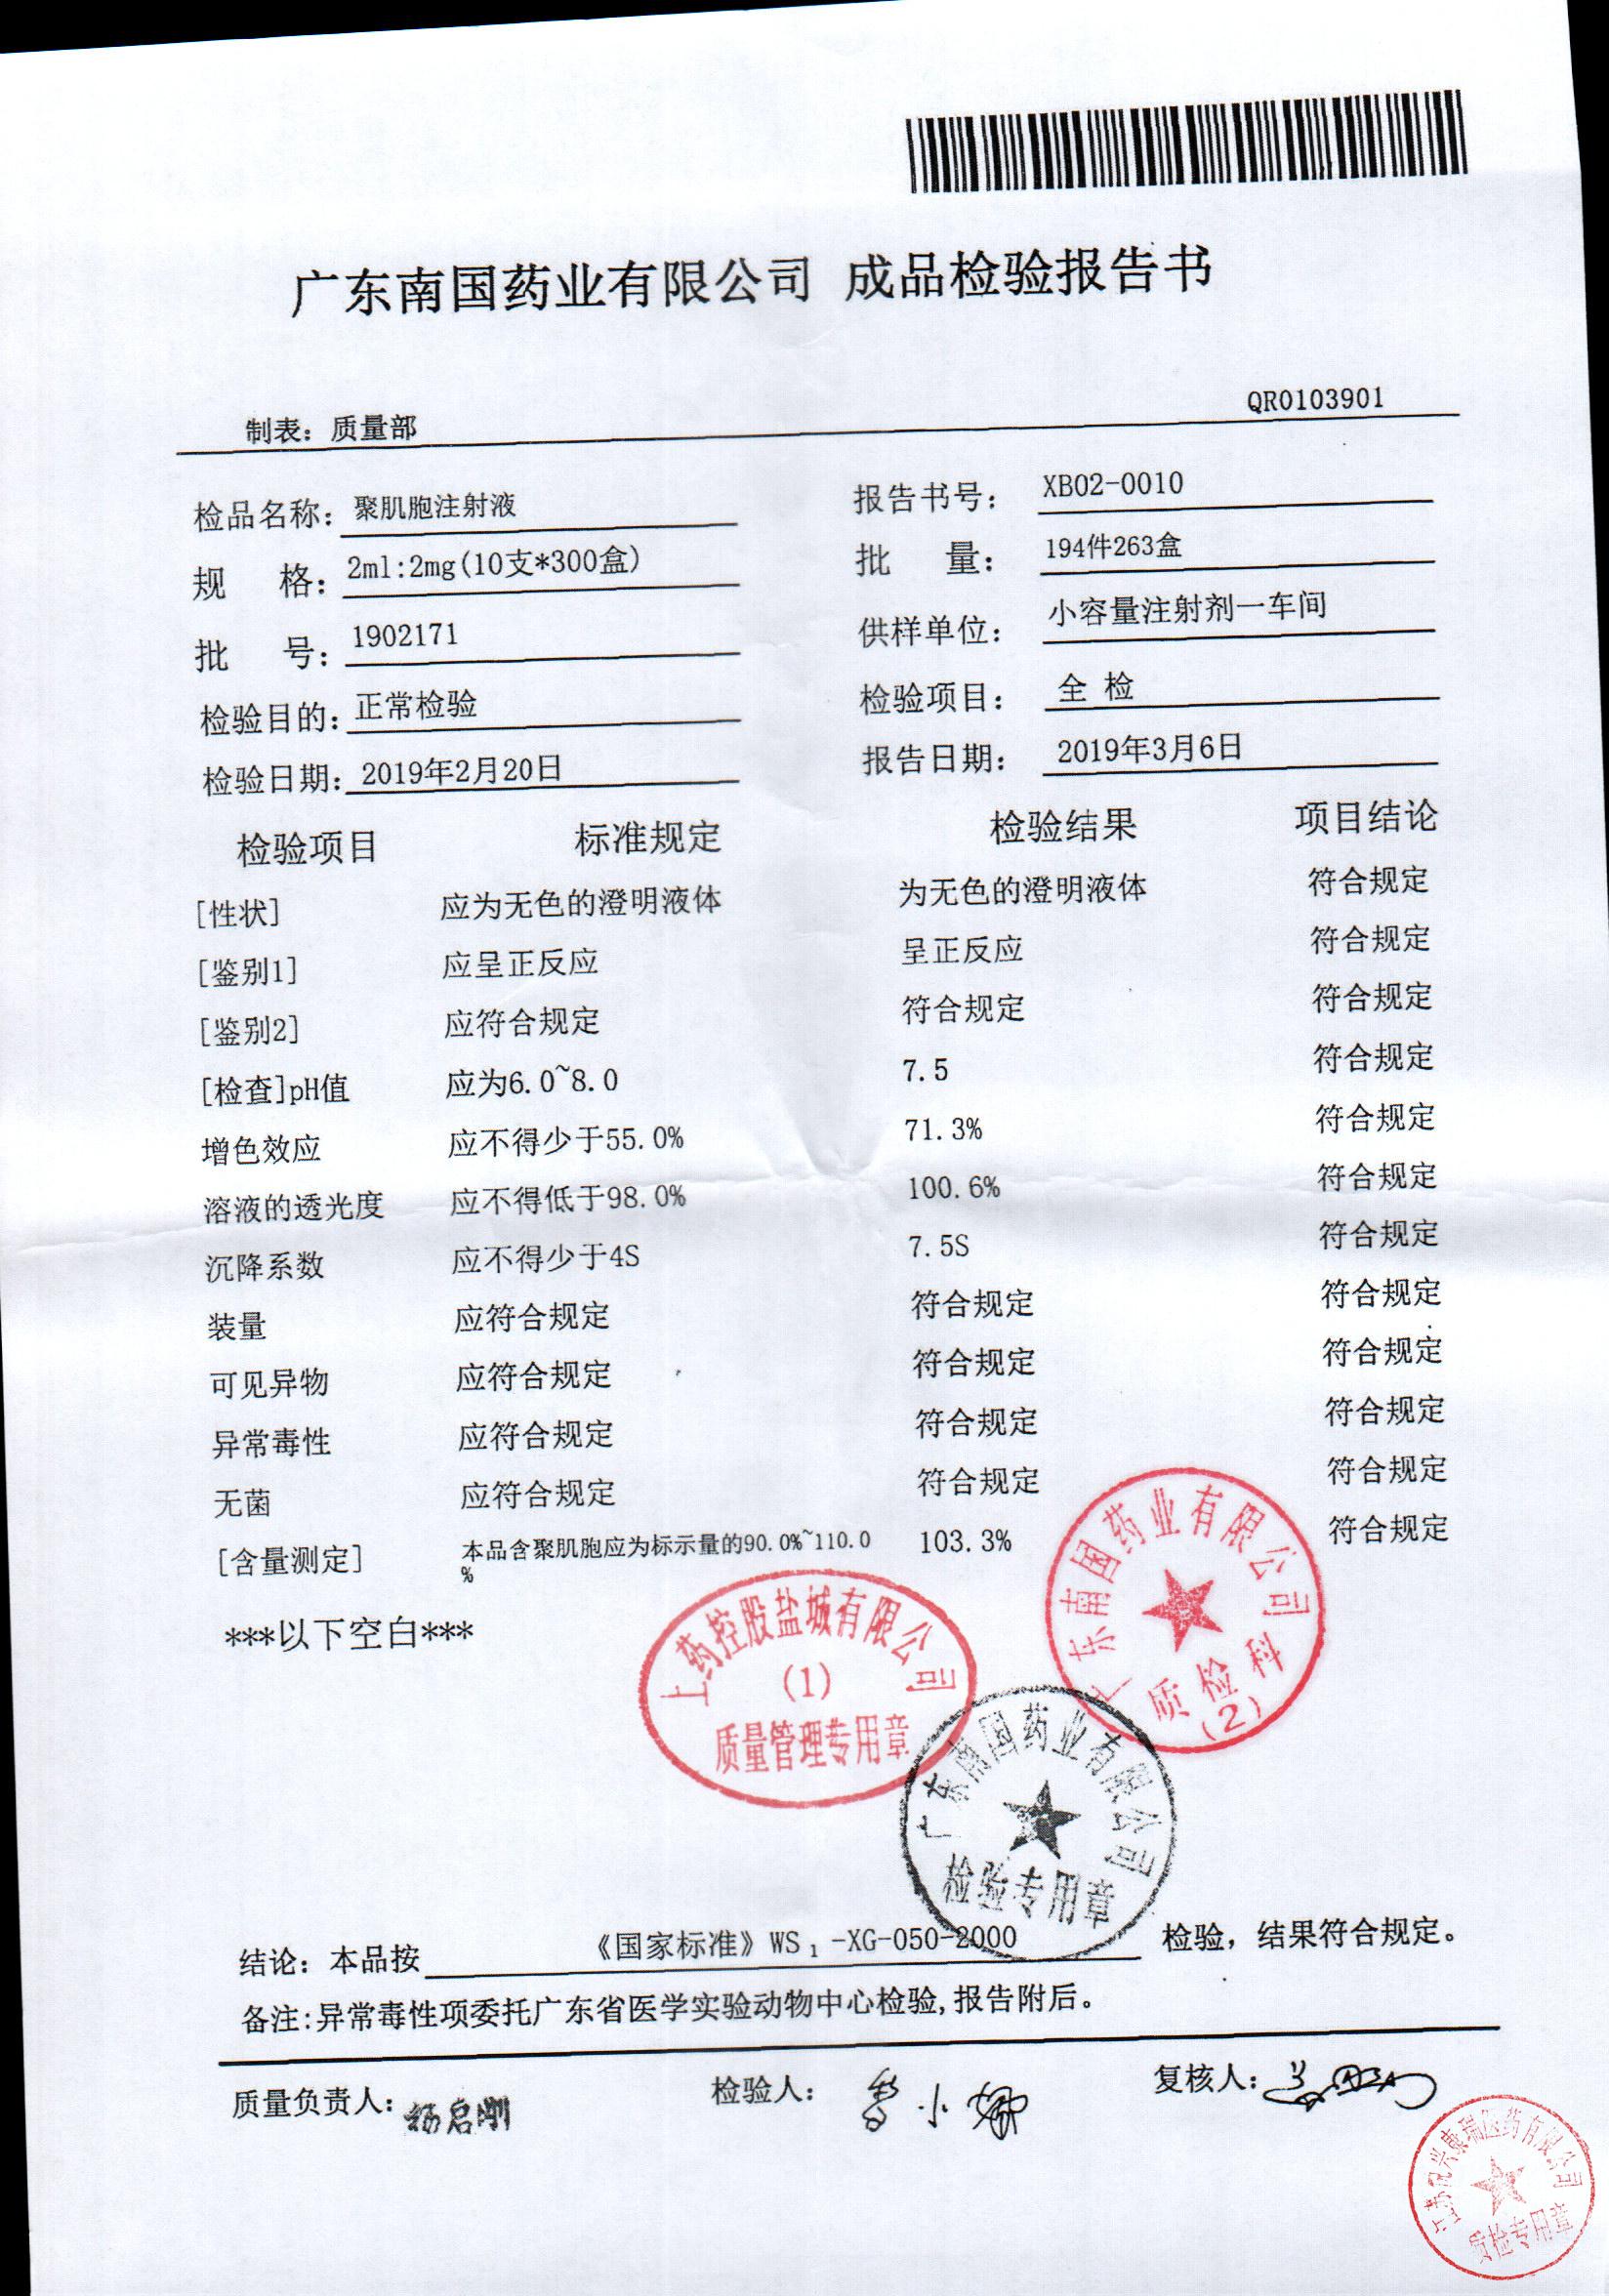 广东南国药业有限公司 成品检验报告书
制表：质量部 QR0103901
检品名称： 聚肌胞注射液 报告书号： XB02-0010
规 格： 2ml:2mg(10支*300盒) 批 量： 194件263盒
批 号： 1902171 供样单位： 小容量注射剂一车间
检验目的： 正常检验 检验项目： 全 检
检验日期： 2019年2月20日 报告日期： 2019年3月6日
检验项目 标准规定 检验结果 项目结论
[性状] 应为无色的澄明液体 为无色的澄明液体 符合规定
[鉴别1] 应呈正反应 呈正反应 符合规定
[鉴别2] 应符合规定 符合规定 符合规定
[检查]pH值 应为6.0~8.0 7.5 符合规定
增色效应 应不得少于55.0% 71.3% 符合规定
溶液的透光度 应不得低于98.0% 100.6% 符合规定
沉降系数 应不得少于4S 7.5S 符合规定
装量 应符合规定 符合规定 符合规定
可见异物 应符合规定 符合规定 符合规定
异常毒性 应符合规定 符合规定 符合规定
无菌 应符合规定 符合规定 符合规定
[含量测定] 本品含聚肌胞应为标示量的90.0%~110.0 103.3% 符合规定
%
***以下空白***
广东南国药业有限公司
质检科
(2)
上药控股盐城有限公司
(1)
质量管理专用章
广东南国药业有限公司
检验专用章
结论：本品按 《国家标准》WS₁-XG-050-2000 检验，结果符合规定。
备注:异常毒性项委托广东省医学实验动物中心检验,报告附后。
质量负责人：杨启刚 检验人： 小 复核人：
瑞医药有限公司
质检专用章